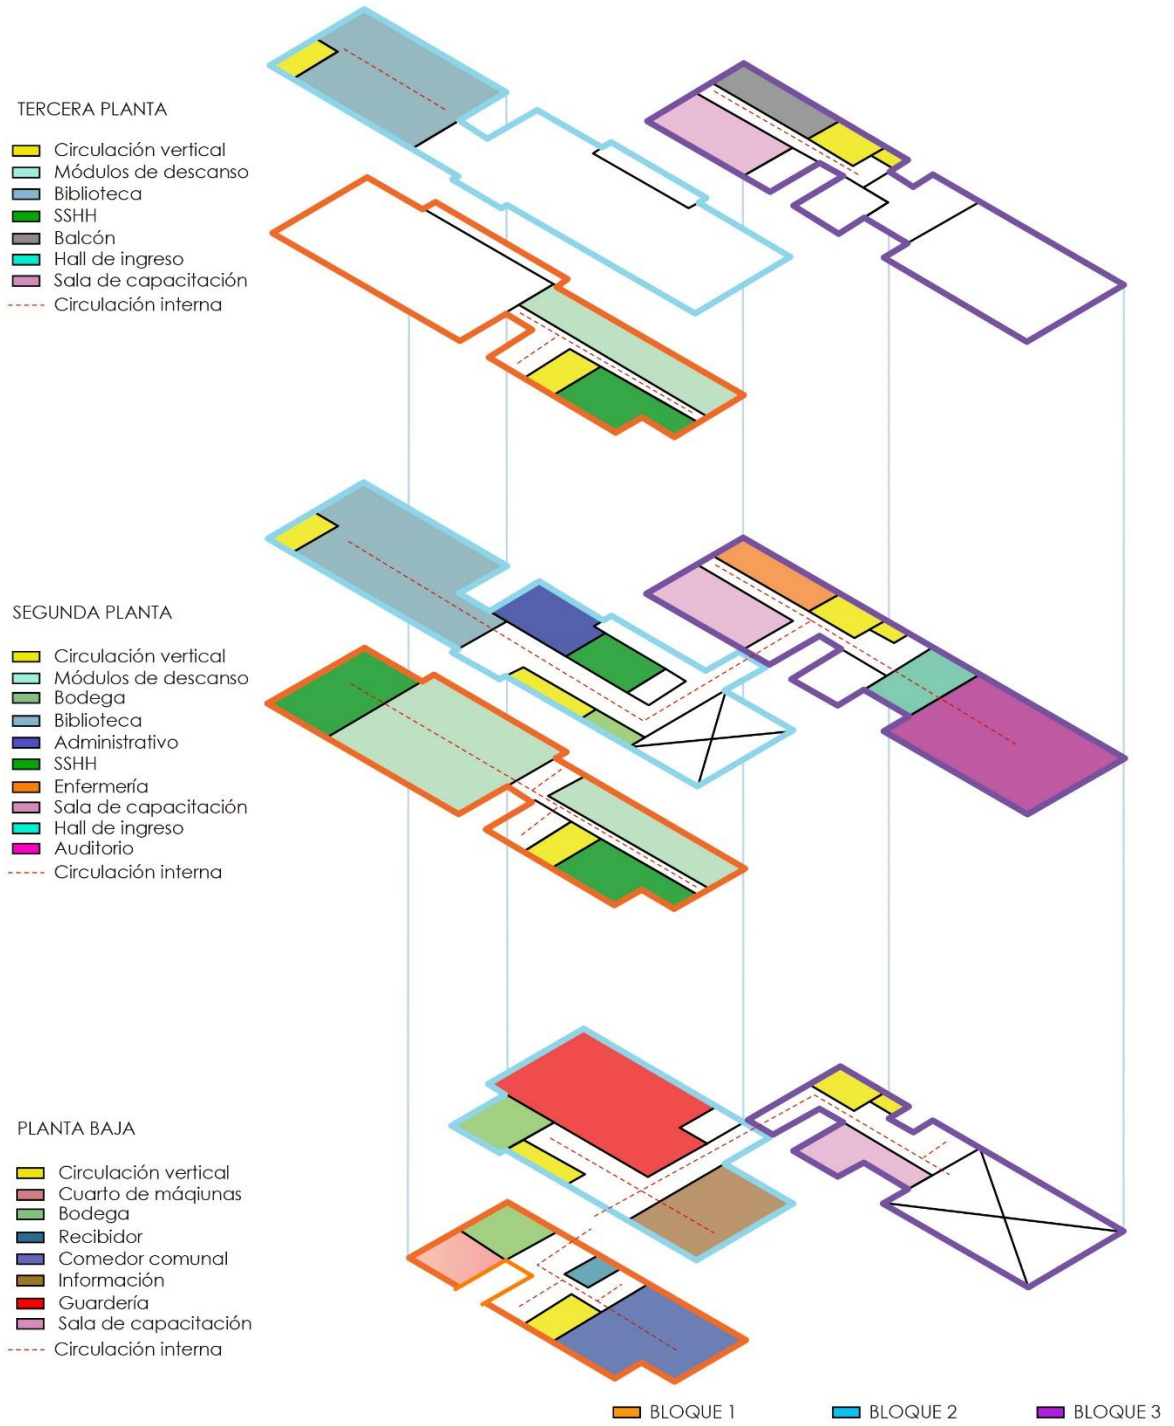 TERCERA PLANTA
Circulación vertical
Módulos de descanso
Biblioteca
SSHH
Balcón
Hall de ingreso
Sala de capacitación
Circulación interna
SEGUNDA PLANTA
Circulación vertical
Módulos de descanso
Bodega
Biblioteca
Administrativo
SSHH
Enfermería
Sala de capacitación
Hall de ingreso
Auditorio
Circulación interna
PLANTA BAJA
Circulación vertical
Cuarto de máqiunas
Bodega
Recibidor
Comedor comunal
Información
Guardería
Sala de capacitación
Circulación interna
BLOQUE 1 BLOQUE 2 BLOQUE 3